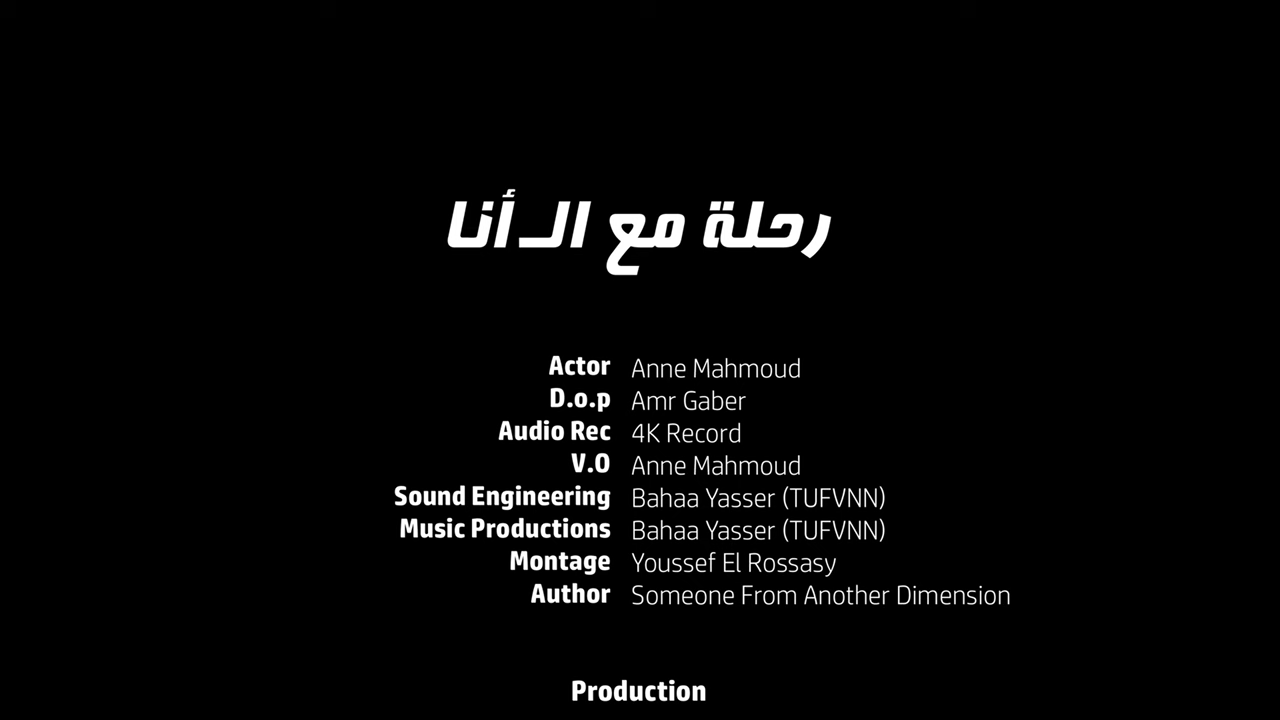 رحلة مع الـ أنا
Actor Anne Mahmoud
D.o.p Amr Gaber
Audio Rec 4K Record
V.O Anne Mahmoud
Sound Engineering Bahaa Yasser (TUFVNN)
Music Productions Bahaa Yasser (TUFVNN)
Montage Youssef El Rossasy
Author Someone From Another Dimension
Production